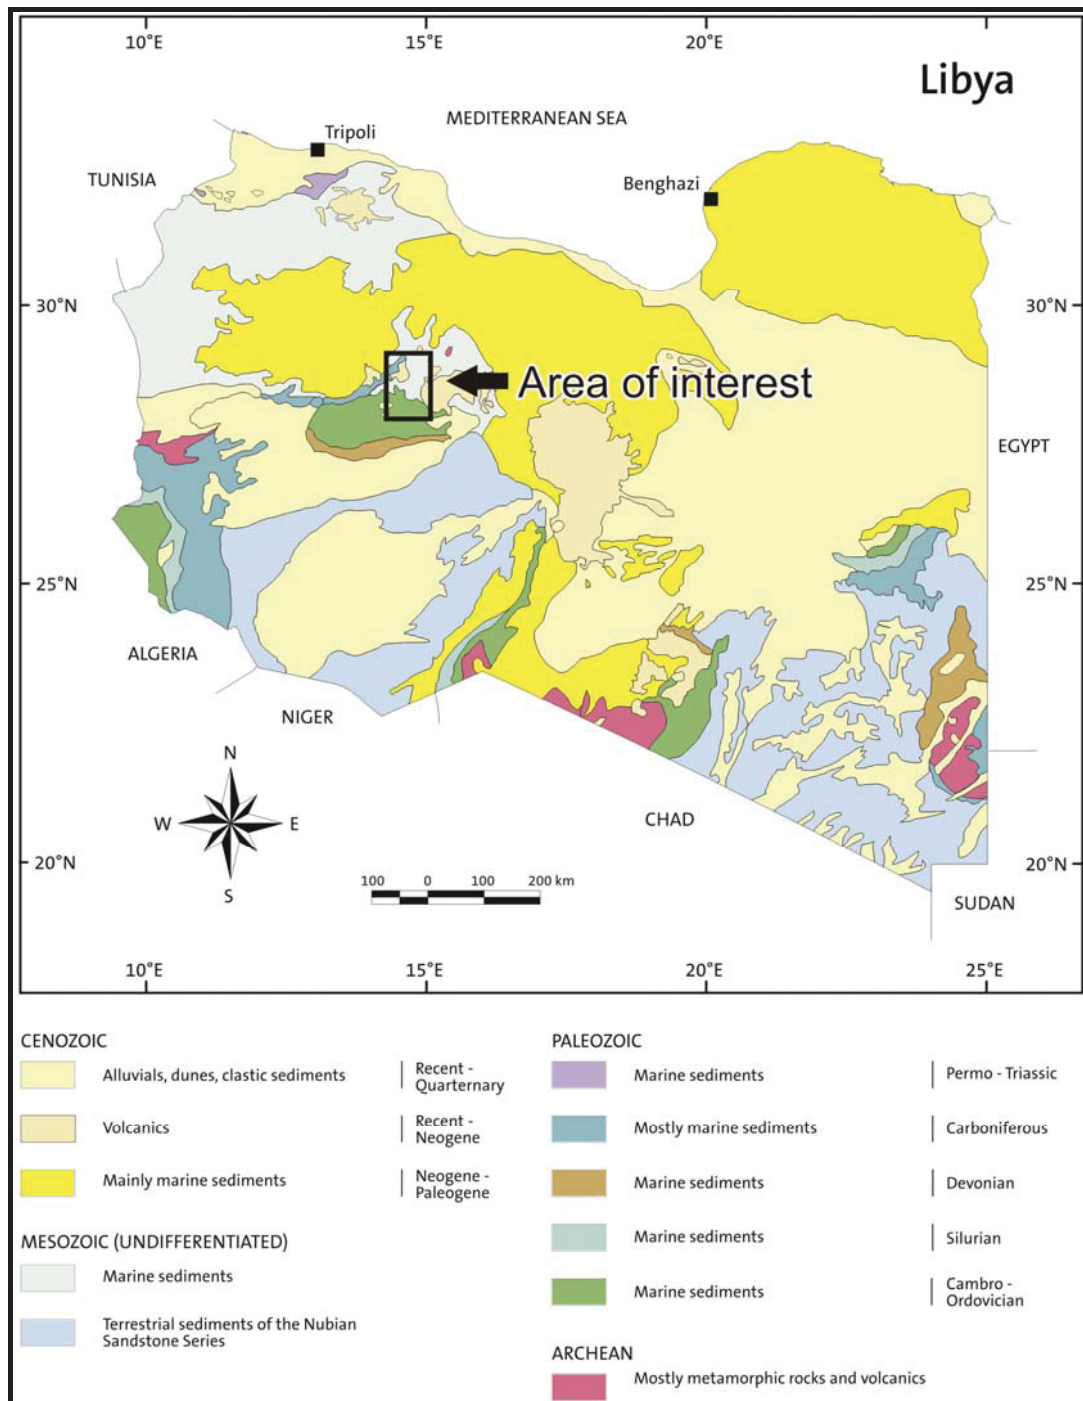 10°E
15°E
20°E
Libya
MEDITERRANEAN SEA
Tripoli
TUNISIA
Benghazi
30°N
30°N
Area of interest
EGYPT
25°N
25°N
ALGERIA
NIGER
N
W
E
S
CHAD
20°N
20°N
100 0 100 200 km
SUDAN
10°E
15°E
20°E
25°E
CENOZOIC
Alluvials, dunes, clastic sediments
Recent -
Quarternary
Volcanics
Recent -
Neogene
Mainly marine sediments
Neogene -
Paleogene
MESOZOIC (UNDIFFERENTIATED)
Marine sediments
Terrestrial sediments of the Nubian
Sandstone Series
PALEOZOIC
Marine sediments
Permo - Triassic
Mostly marine sediments
Carboniferous
Marine sediments
Devonian
Marine sediments
Silurian
Marine sediments
Cambro -
Ordovician
ARCHEAN
Mostly metamorphic rocks and volcanics